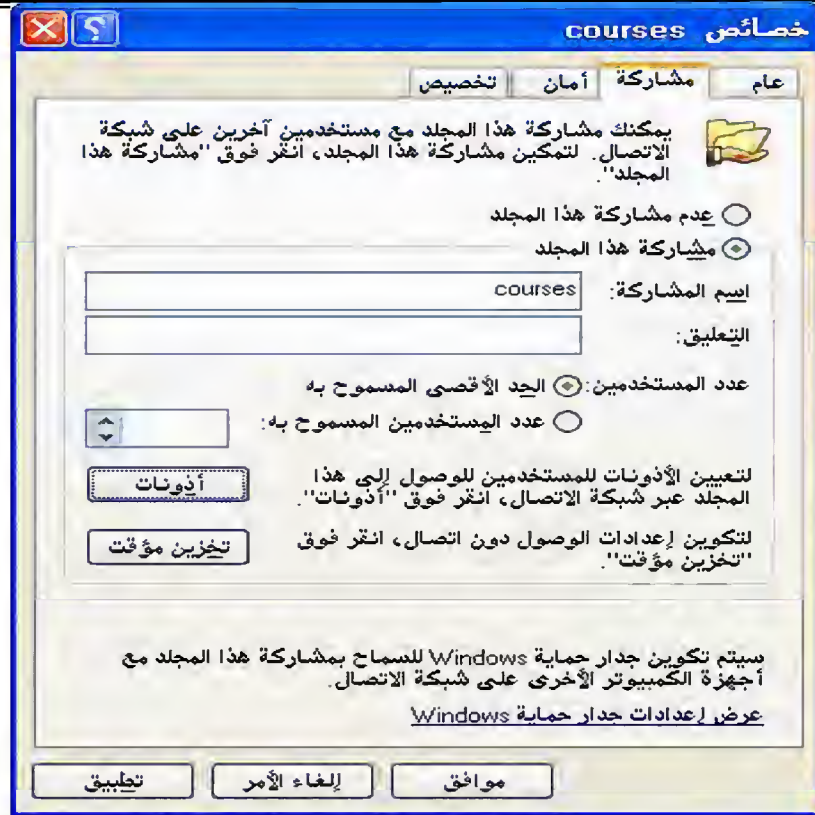 خصائص courses
عام
مشاركة
أمان
تخصيص
يمكنك مشاركة هذا المجلد مع مستخدمين آخرين على شبكة
الاتصال. لتمكين مشاركة هذا المجلد، انقر فوق "مشاركة هذا
المجلد".
عدم مشاركة هذا المجلد
مشاركة هذا المجلد
اسم المشاركة: courses
التعليق:
عدد المستخدمين: الحد الأقصى المسموح به
عدد المستخدمين المسموح به:
لتعيين الأذونات للمستخدمين للوصول إلى هذا
المجلد عبر شبكة الاتصال، انقر فوق "أذونات".
أذونات
لتكوين إعدادات الوصول دون اتصال، انقر فوق
"تخزين مؤقت".
تخزين مؤقت
سيتم تكوين جدار حماية Windows للسماح بمشاركة هذا المجلد مع
أجهزة الكمبيوتر الأخرى على شبكة الاتصال.
عرض إعدادات جدار حماية Windows
موافق
إلغاء الأمر
تطبيق